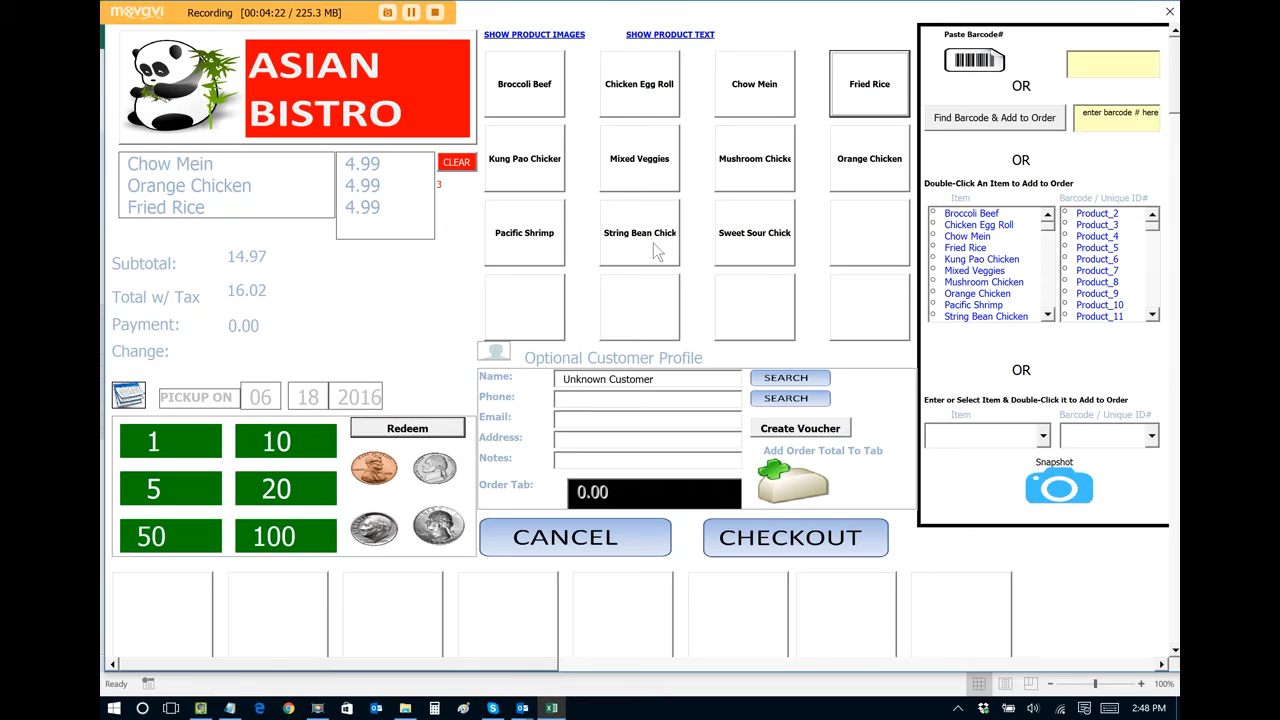 movavi Recording [00:04:22 / 225.3 MB]
ASIAN
BISTRO
Chow Mein 4.99 CLEAR
Orange Chicken 4.99 3
Fried Rice 4.99
Subtotal: 14.97
Total w/ Tax 16.02
Payment: 0.00
Change:
PICKUP ON 06 18 2016
1 10
5 20
50 100
Redeem
SHOW PRODUCT IMAGES SHOW PRODUCT TEXT
Broccoli Beef Chicken Egg Roll Chow Mein Fried Rice
Kung Pao Chicken Mixed Veggies Mushroom Chicke Orange Chicken
Pacific Shrimp String Bean Chick Sweet Sour Chick
Optional Customer Profile
Name: Unknown Customer SEARCH
Phone: SEARCH
Email:
Address: Create Voucher
Notes: Add Order Total To Tab
Order Tab: 0.00
CANCEL CHECKOUT
Paste Barcode#
OR
Find Barcode & Add to Order enter barcode # here
OR
Double-Click An Item to Add to Order
Item Barcode / Unique ID#
Broccoli Beef Product_2
Chicken Egg Roll Product_3
Chow Mein Product_4
Fried Rice Product_5
Kung Pao Chicken Product_6
Mixed Veggies Product_7
Mushroom Chicken Product_8
Orange Chicken Product_9
Pacific Shrimp Product_10
String Bean Chicken Product_11
OR
Enter or Select Item & Double-Click it to Add to Order
Item Barcode / Unique ID#
Snapshot
Ready 100%
2:48 PM